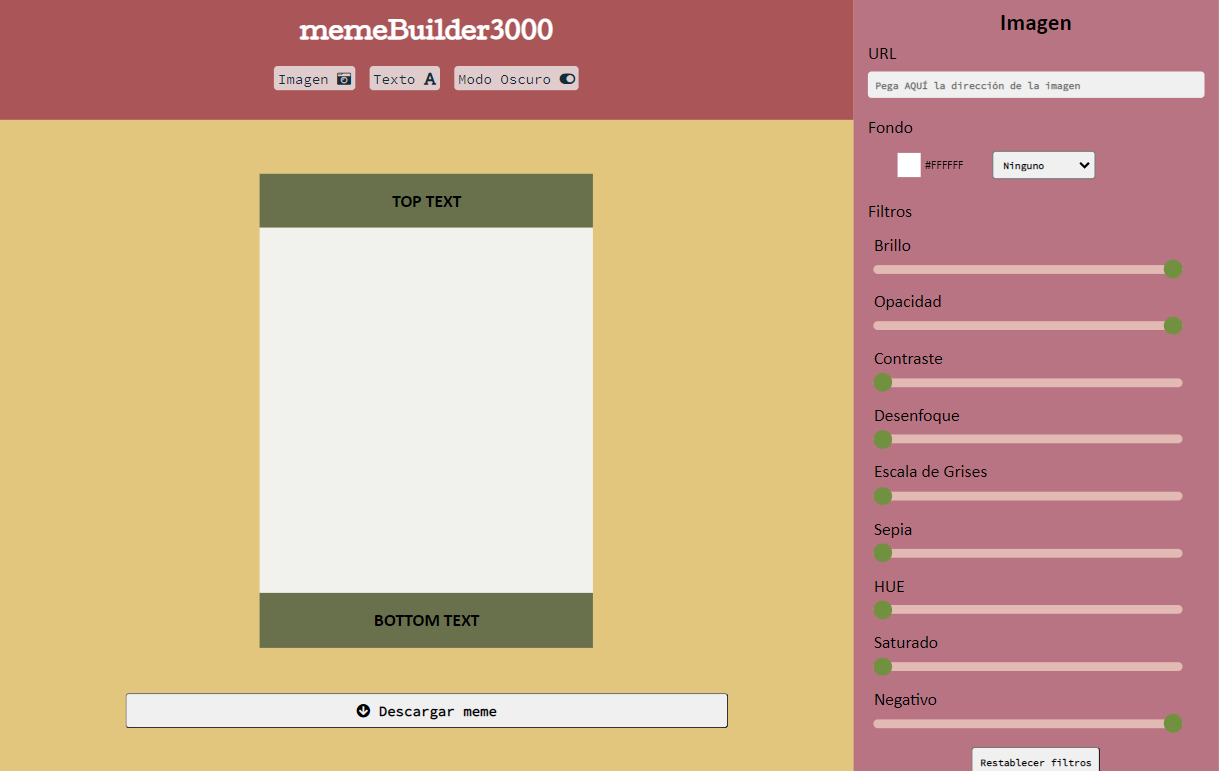 memeBuilder3000
Imagen
Texto
Modo Oscuro
TOP TEXT
BOTTOM TEXT
Descargar meme
Imagen
URL
Pega AQUÍ la dirección de la imagen
Fondo
#FFFFFF
Ninguno
Filtros
Brillo
Opacidad
Contraste
Desenfoque
Escala de Grises
Sepia
HUE
Saturado
Negativo
Restablecer filtros